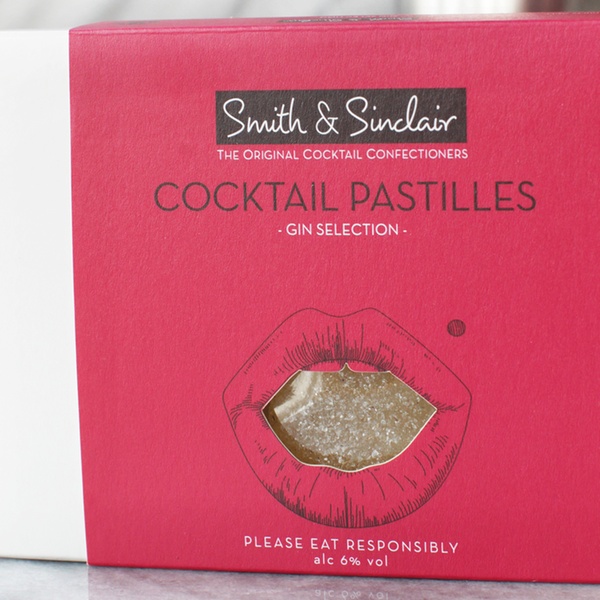 Smith & Sinclair
THE ORIGINAL COCKTAIL CONFECTIONERS
COCKTAIL PASTILLES
- GIN SELECTION -
PLEASE EAT RESPONSIBLY
alc 6% vol